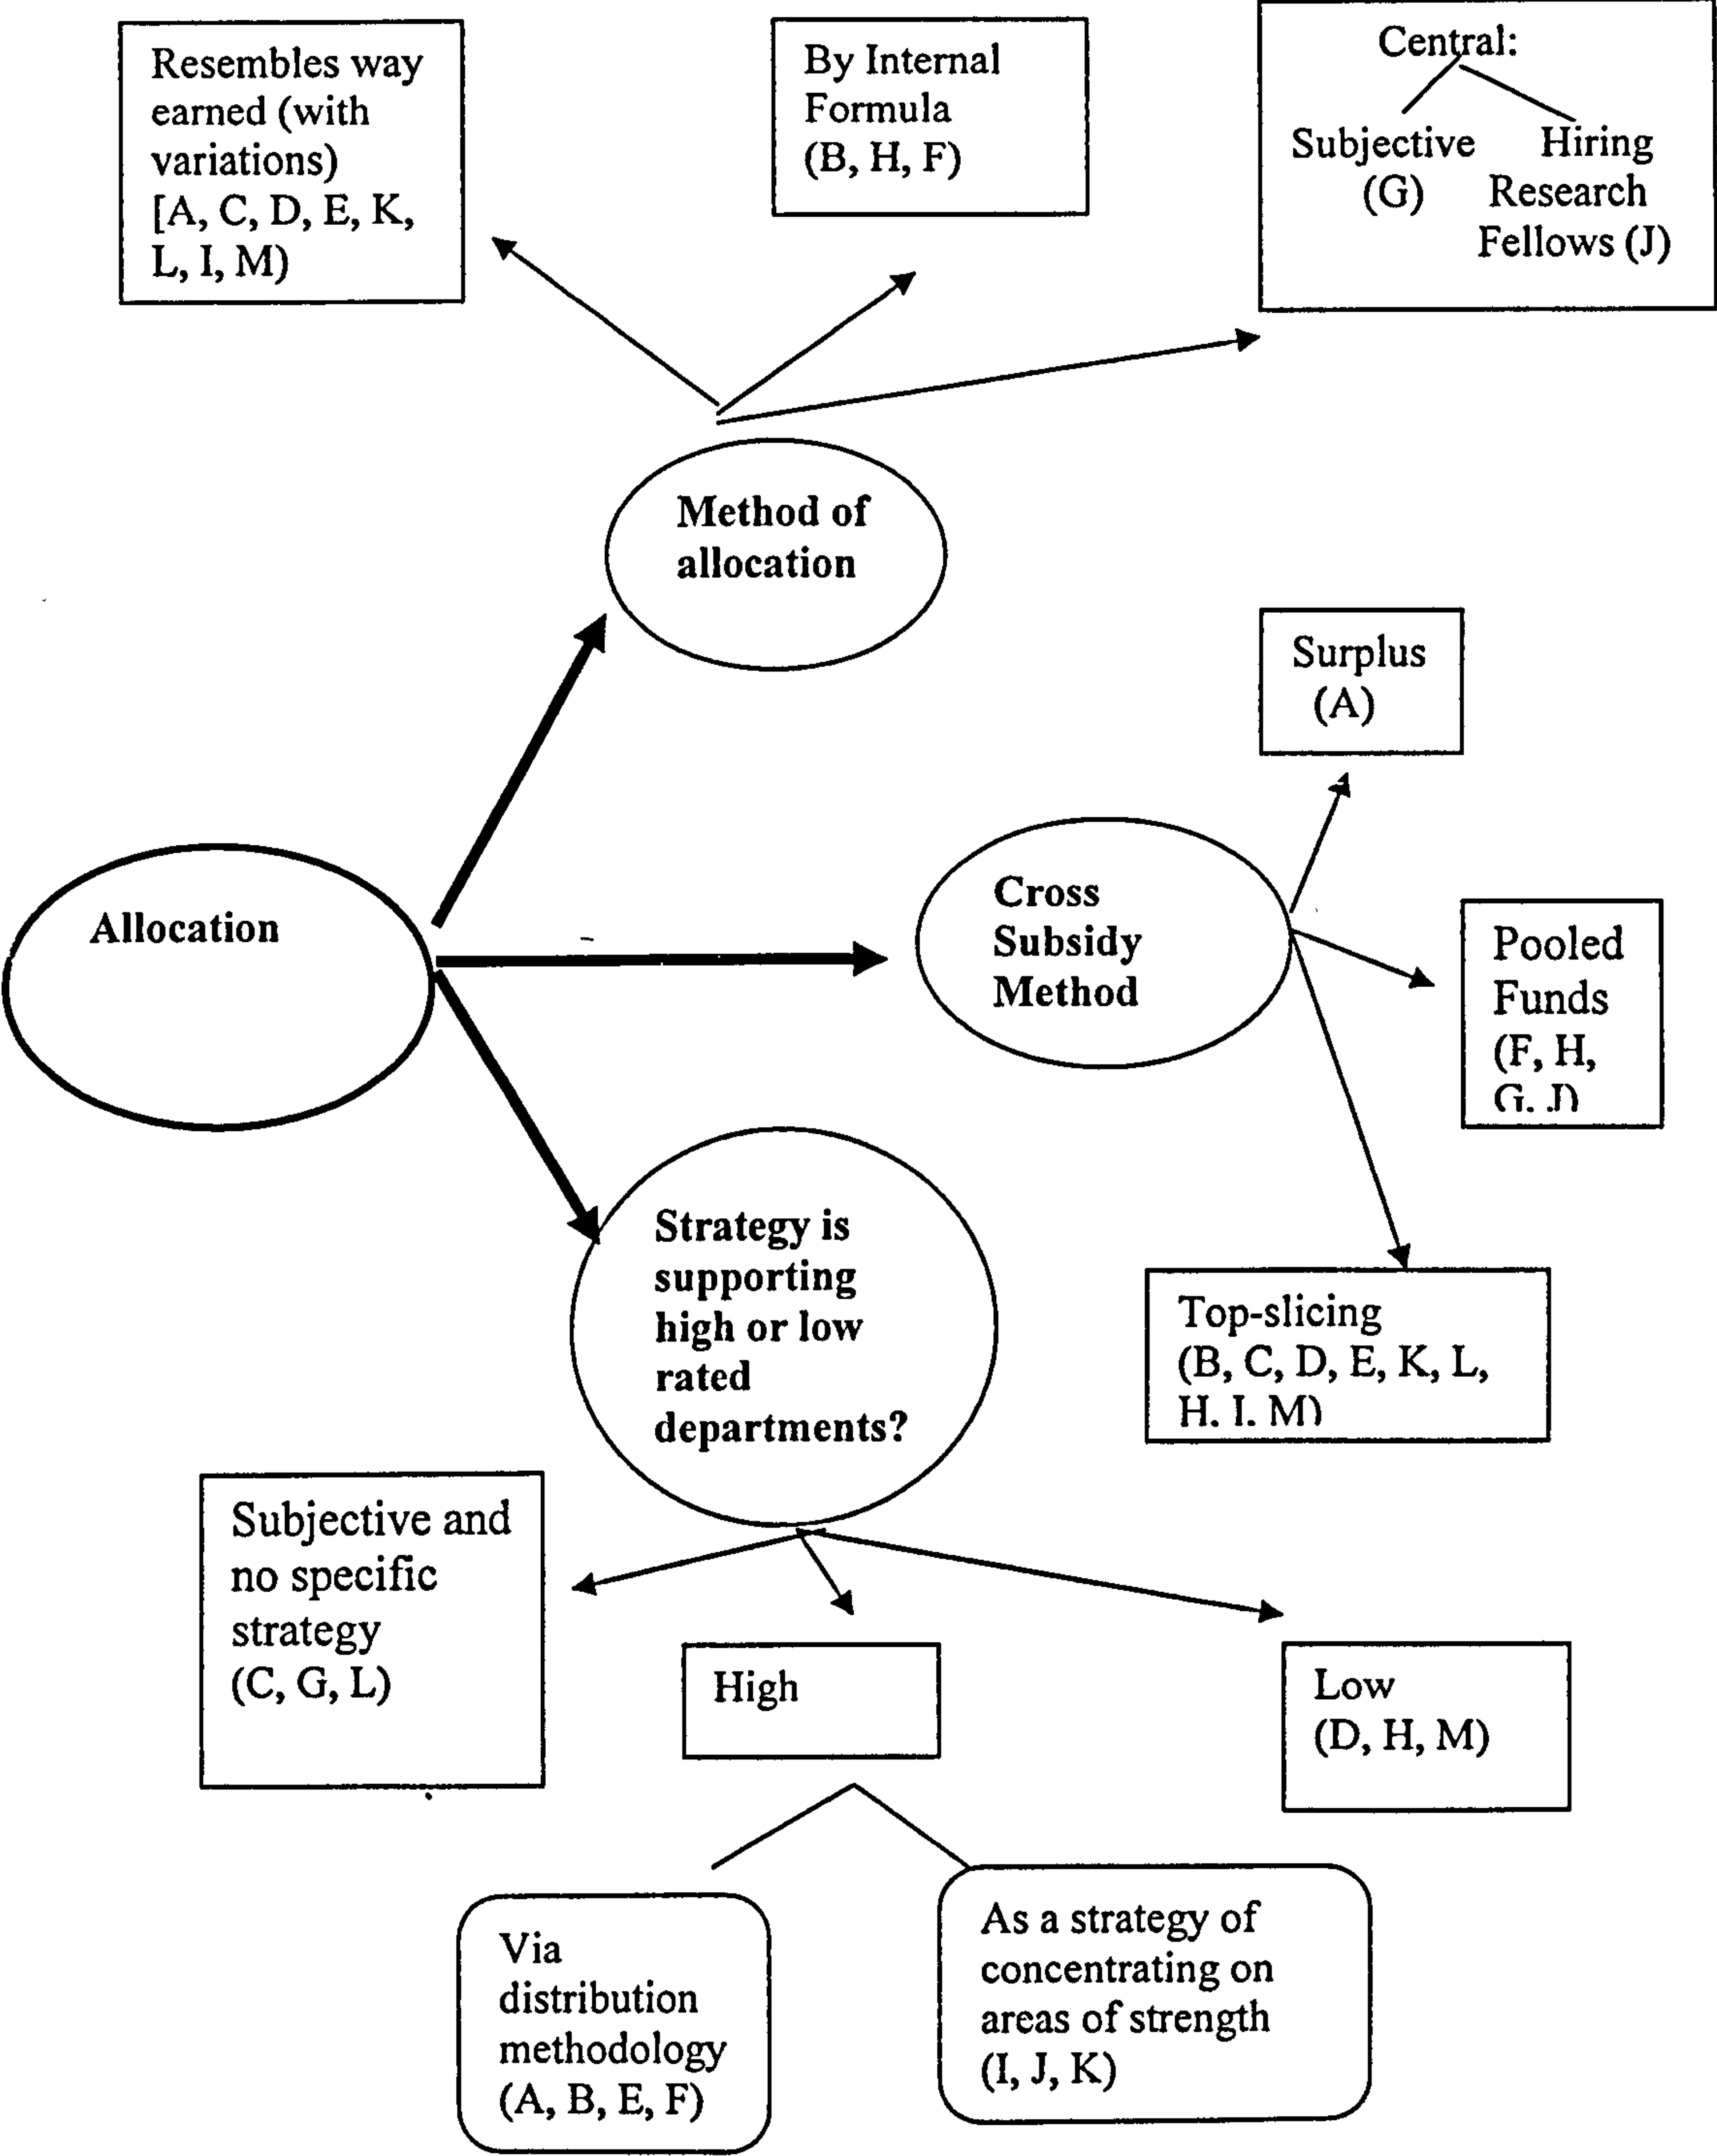 Resembles way
earned (with
variations)
[A, C, D, E, K,
L, I, M)
By Internal
Formula
(B, H, F)
Central:
Subjective
(G)
Hiring
Research
Fellows (J)
Method of
allocation
Surplus
(A)
Allocation
Cross
Subsidy
Method
Pooled
Funds
(F, H,
G, J)
Strategy is
supporting
high or low
rated
departments?
Top-slicing
(B, C, D, E, K, L,
H, I, M)
Subjective and
no specific
strategy
(C, G, L)
High
Low
(D, H, M)
Via
distribution
methodology
(A, B, E, F)
As a strategy of
concentrating on
areas of strength
(I, J, K)